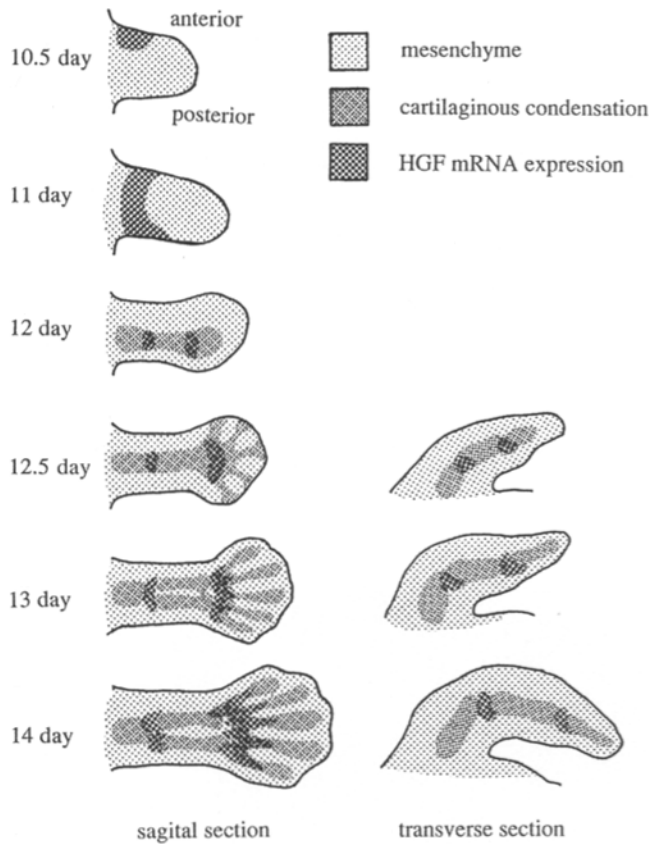 anterior
10.5 day
posterior
mesenchyme
cartilaginous condensation
HGF mRNA expression
11 day
12 day
12.5 day
13 day
14 day
sagital section
transverse section